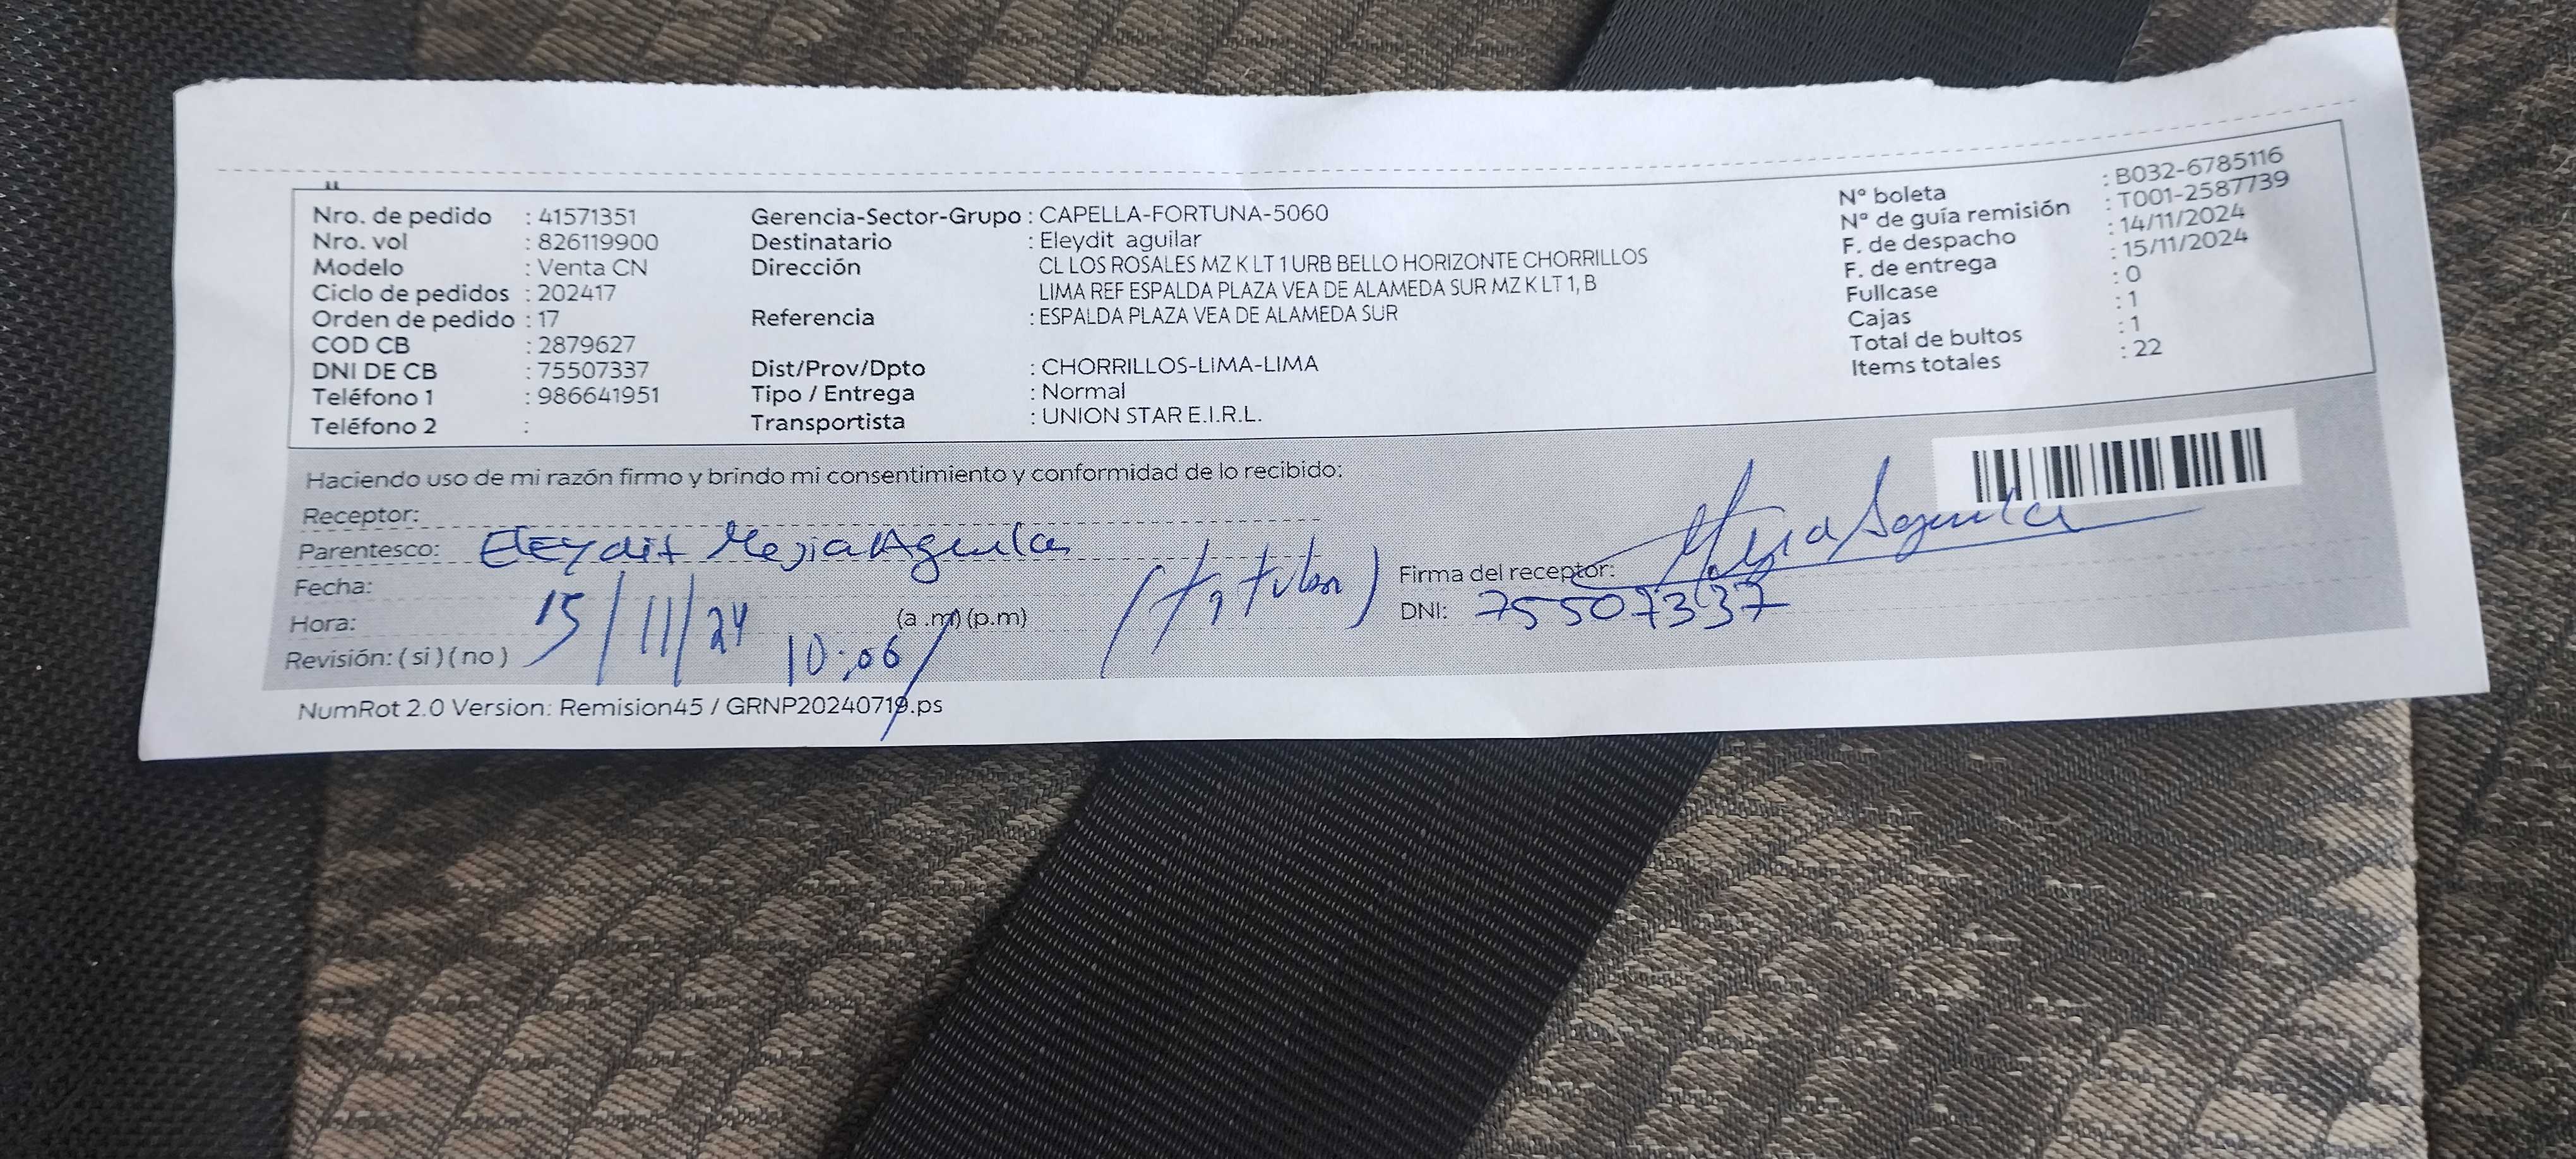 Nro. de pedido : 41571351
Nro. vol : 826119900
Modelo : Venta CN
Ciclo de pedidos : 202417
Orden de pedido : 17
COD CB : 2879627
DNI DE CB : 75507337
Teléfono 1 : 986641951
Teléfono 2 :
Gerencia-Sector-Grupo : CAPELLA-FORTUNA-5060
Destinatario : Eleydit aguilar
Dirección CL LOS ROSALES MZ K LT 1 URB BELLO HORIZONTE CHORRILLOS
LIMA REF ESPALDA PLAZA VEA DE ALAMEDA SUR MZ K LT 1, B
Referencia : ESPALDA PLAZA VEA DE ALAMEDA SUR
Dist/Prov/Dpto : CHORRILLOS-LIMA-LIMA
Tipo / Entrega : Normal
Transportista : UNION STAR E.I.R.L.
N° boleta : B032-6785116
N° de guía remisión : T001-2587739
F. de despacho : 14/11/2024
F. de entrega : 15/11/2024
Fullcase : 0
Cajas : 1
Total de bultos : 1
Items totales : 22
Haciendo uso de mi razón firmo y brindo mi consentimiento y conformidad de lo recibido:
Receptor:
Parentesco: Eleydit Mejia Aguilar
Fecha: 15/11/24
Hora: 10:06 (a .m) (p.m)
Revisión: ( si ) ( no )
(titular)
Firma del receptor: Mejia Aguilar
DNI: 75507337
NumRot 2.0 Version: Remision45 / GRNP20240719.ps